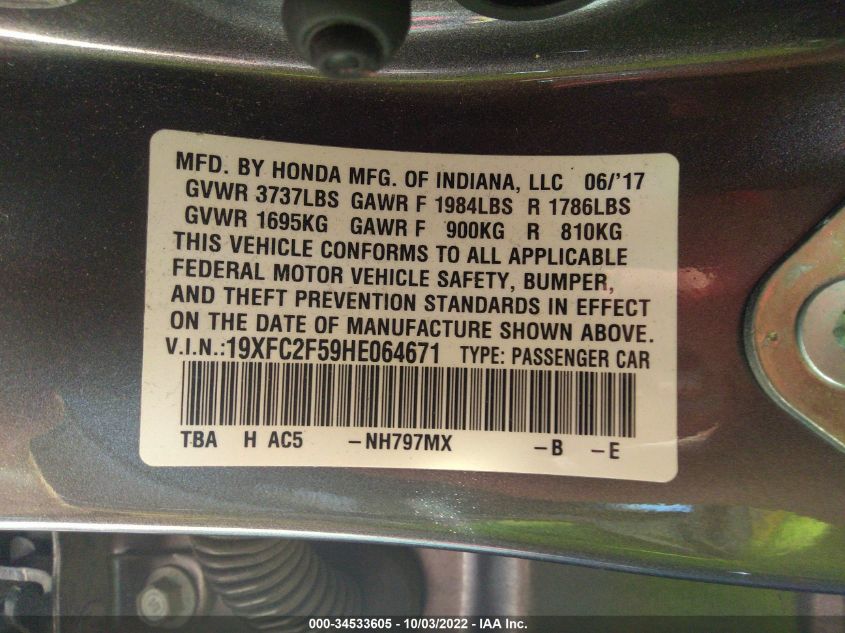 MFD. BY HONDA MFG. OF INDIANA, LLC 06/'17
GVWR 3737LBS GAWR F 1984LBS R 1786LBS
GVWR 1695KG GAWR F 900KG R 810KG
THIS VEHICLE CONFORMS TO ALL APPLICABLE
FEDERAL MOTOR VEHICLE SAFETY, BUMPER,
AND THEFT PREVENTION STANDARDS IN EFFECT
ON THE DATE OF MANUFACTURE SHOWN ABOVE.
V.I.N.:19XFC2F59HE064671 TYPE: PASSENGER CAR
TBA H AC5 -NH797MX -B -E
000-34533605 - 10/03/2022 - IAA Inc.